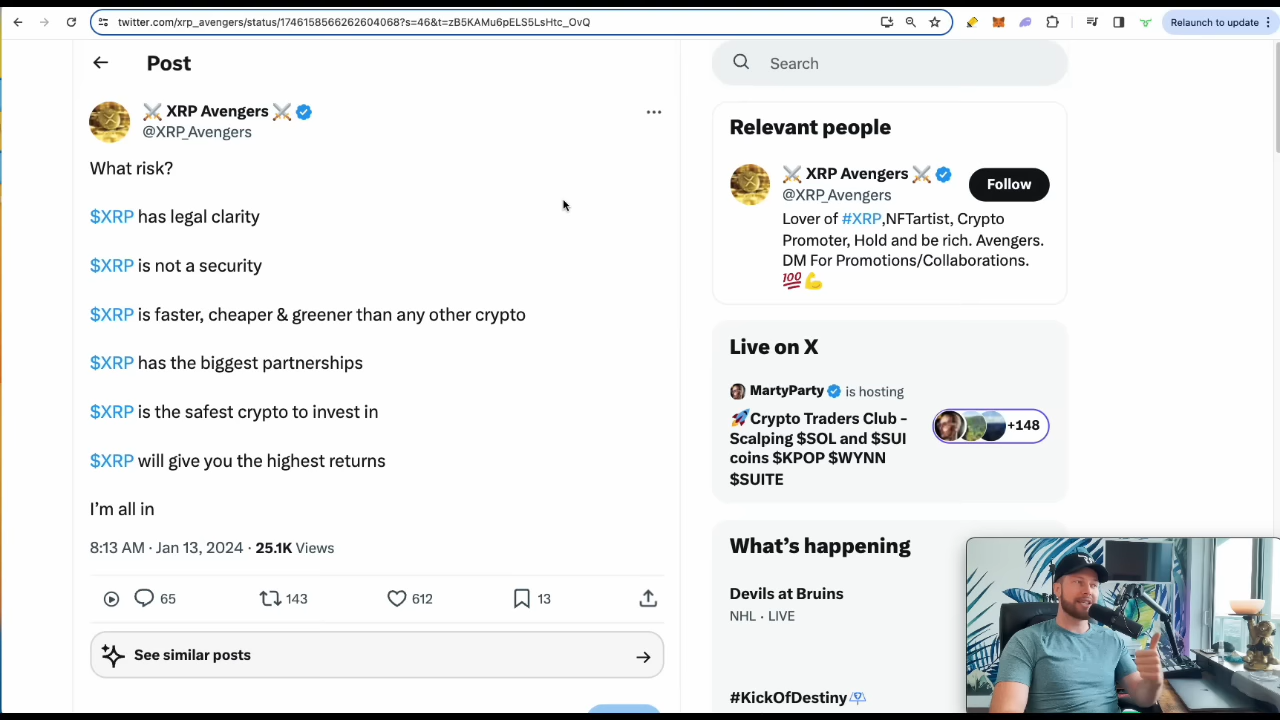 twitter.com/xrp_avengers/status/1746158566262604068?s=46&t=zB5KAMu6pELS5LsHtc_OvQ
Relaunch to update
Post
⚔️ XRP Avengers ⚔️
@XRP_Avengers
What risk?
$XRP has legal clarity
$XRP is not a security
$XRP is faster, cheaper & greener than any other crypto
$XRP has the biggest partnerships
$XRP is the safest crypto to invest in
$XRP will give you the highest returns
I’m all in
8:13 AM · Jan 13, 2024 · 25.1K Views
65 143 612 13
See similar posts
Search
Relevant people
⚔️ XRP Avengers ⚔️
@XRP_Avengers
Follow
Lover of #XRP,NFTartist, Crypto
Promoter, Hold and be rich. Avengers.
DM For Promotions/Collaborations.
💯💪
Live on X
MartyParty is hosting
🚀Crypto Traders Club -
Scalping $SOL and $SUI
coins $KPOP $WYNN
$SUITE
+148
What’s happening
Devils at Bruins
NHL · LIVE
#KickOfDestiny